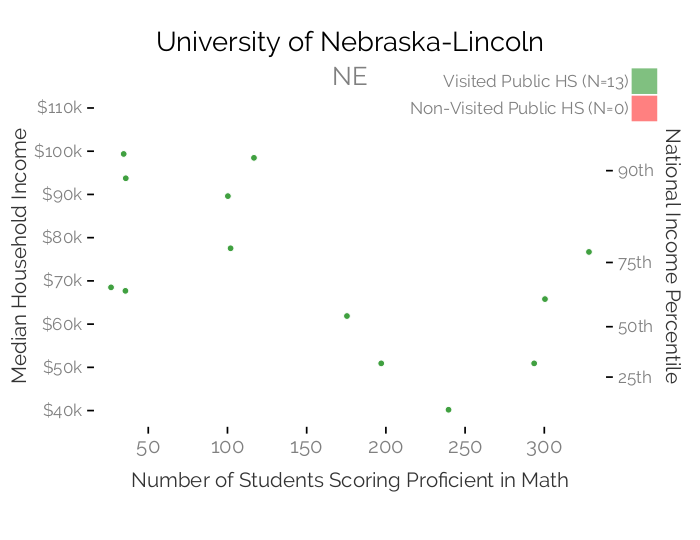 University of Nebraska-Lincoln
NE
Visited Public HS (N=13)
Non-Visited Public HS (N=0)
Median Household Income
$110k
$100k
$90k
$80k
$70k
$60k
$50k
$40k
National Income Percentile
90th
75th
50th
25th
50 100 150 200 250 300
Number of Students Scoring Proficient in Math